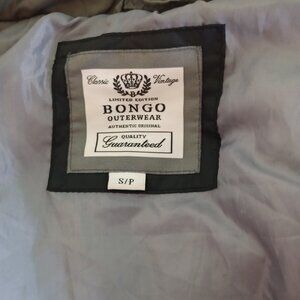 Classic Vintage
LIMITED EDITION
BONGO
OUTERWEAR
AUTHENTIC ORIGINAL
QUALITY
Guaranteed
S/P